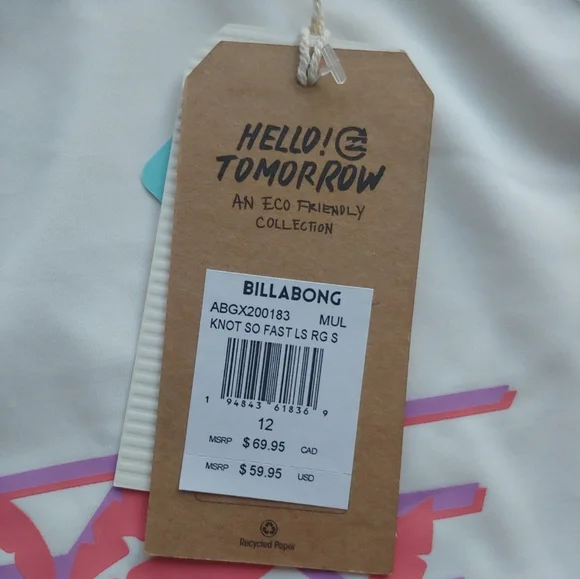 HELLO!
TOMORROW
AN ECO FRIENDLY
COLLECTION
BILLABONG
ABGX200183 MUL
KNOT SO FAST LS RG S
1 94843 61836 9
12
MSRP $ 69.95 CAD
MSRP $ 59.95 USD
Recycled Paper